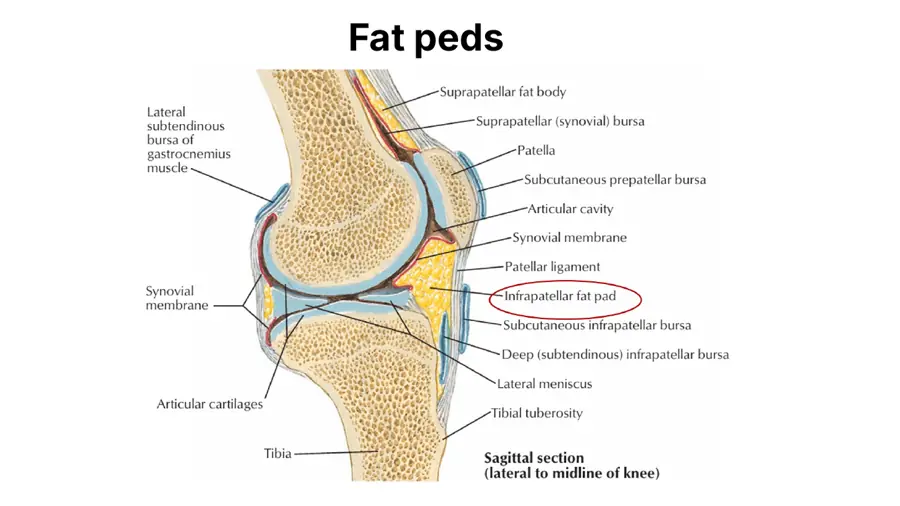 Fat peds
Lateral
subtendinous
bursa of
gastrocnemius
muscle
Synovial
membrane
Articular cartilages
Tibia
Suprapatellar fat body
Suprapatellar (synovial) bursa
Patella
Subcutaneous prepatellar bursa
Articular cavity
Synovial membrane
Patellar ligament
Infrapatellar fat pad
Subcutaneous infrapatellar bursa
Deep (subtendinous) infrapatellar bursa
Lateral meniscus
Tibial tuberosity
Sagittal section
(lateral to midline of knee)